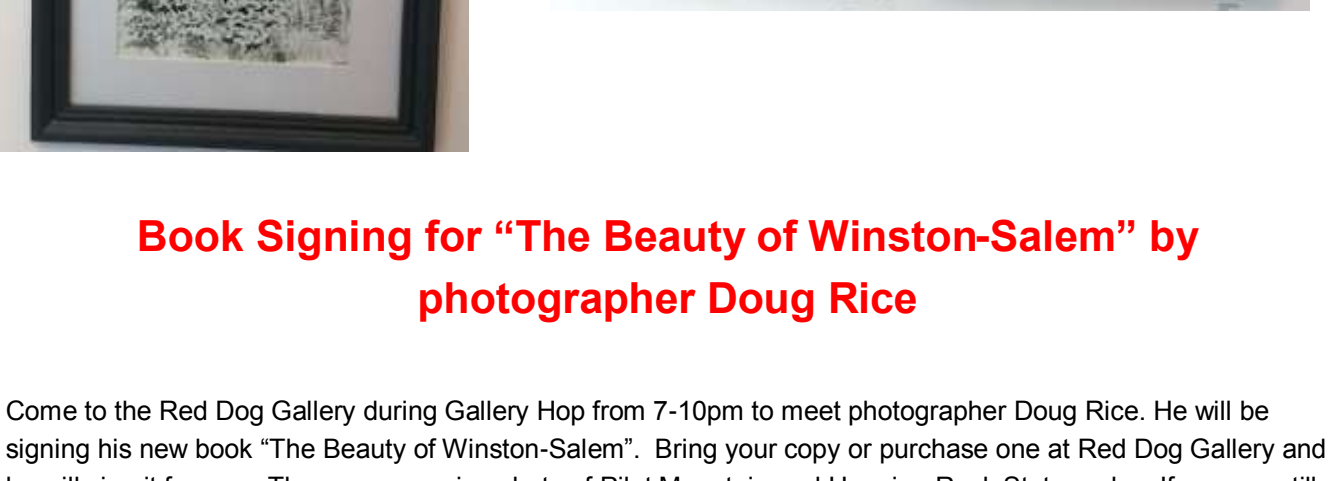 Book Signing for “The Beauty of Winston-Salem” by
photographer Doug Rice
Come to the Red Dog Gallery during Gallery Hop from 7-10pm to meet photographer Doug Rice. He will be
signing his new book “The Beauty of Winston-Salem”.  Bring your copy or purchase one at Red Dog Gallery and